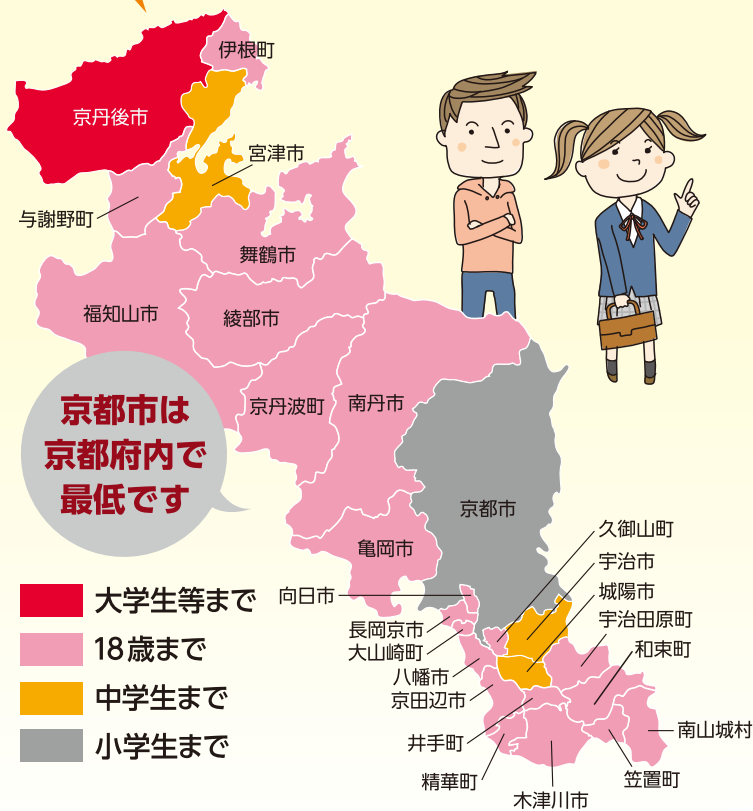 伊根町
京丹後市
宮津市
与謝野町
舞鶴市
福知山市
綾部市
京丹波町
南丹市
京都市は
京都府内で
最低です
京都市
亀岡市
久御山町
宇治市
城陽市
宇治田原町
和束町
向日市
長岡京市
大山崎町
八幡市
京田辺市
井手町
精華町
木津川市
笠置町
南山城村
大学生等まで
18歳まで
中学生まで
小学生まで